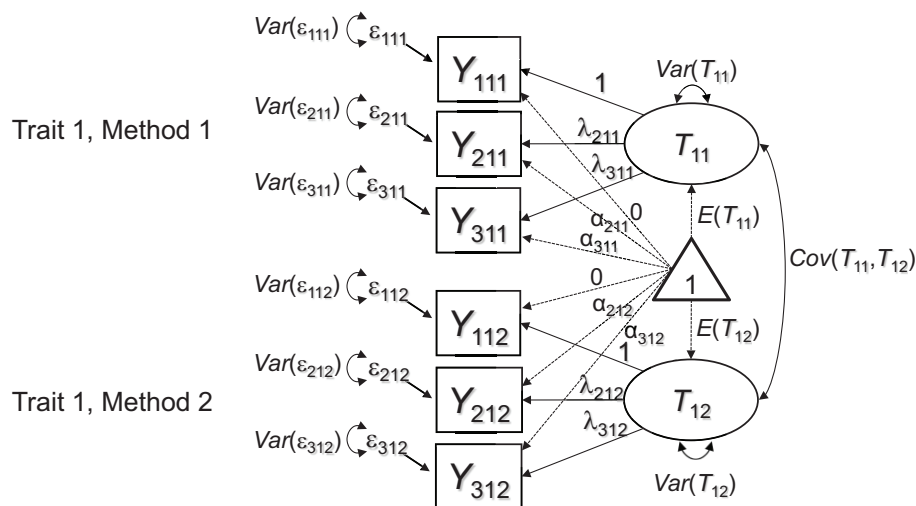 Var(ε₁₁₁) ε₁₁₁
Y₁₁₁
1
Var(T₁₁)
Trait 1, Method 1
Var(ε₂₁₁) ε₂₁₁
Y₂₁₁
λ₂₁₁
T₁₁
λ₃₁₁
Var(ε₃₁₁) ε₃₁₁
Y₃₁₁
α₂₁₁ 0
E(T₁₁)
α₃₁₁
Cov(T₁₁,T₁₂)
Var(ε₁₁₂) ε₁₁₂
Y₁₁₂
0
1
α₂₁₂
α₃₁₂
E(T₁₂)
1
Trait 1, Method 2
Var(ε₂₁₂) ε₂₁₂
Y₂₁₂
λ₂₁₂
T₁₂
λ₃₁₂
Var(ε₃₁₂) ε₃₁₂
Y₃₁₂
Var(T₁₂)